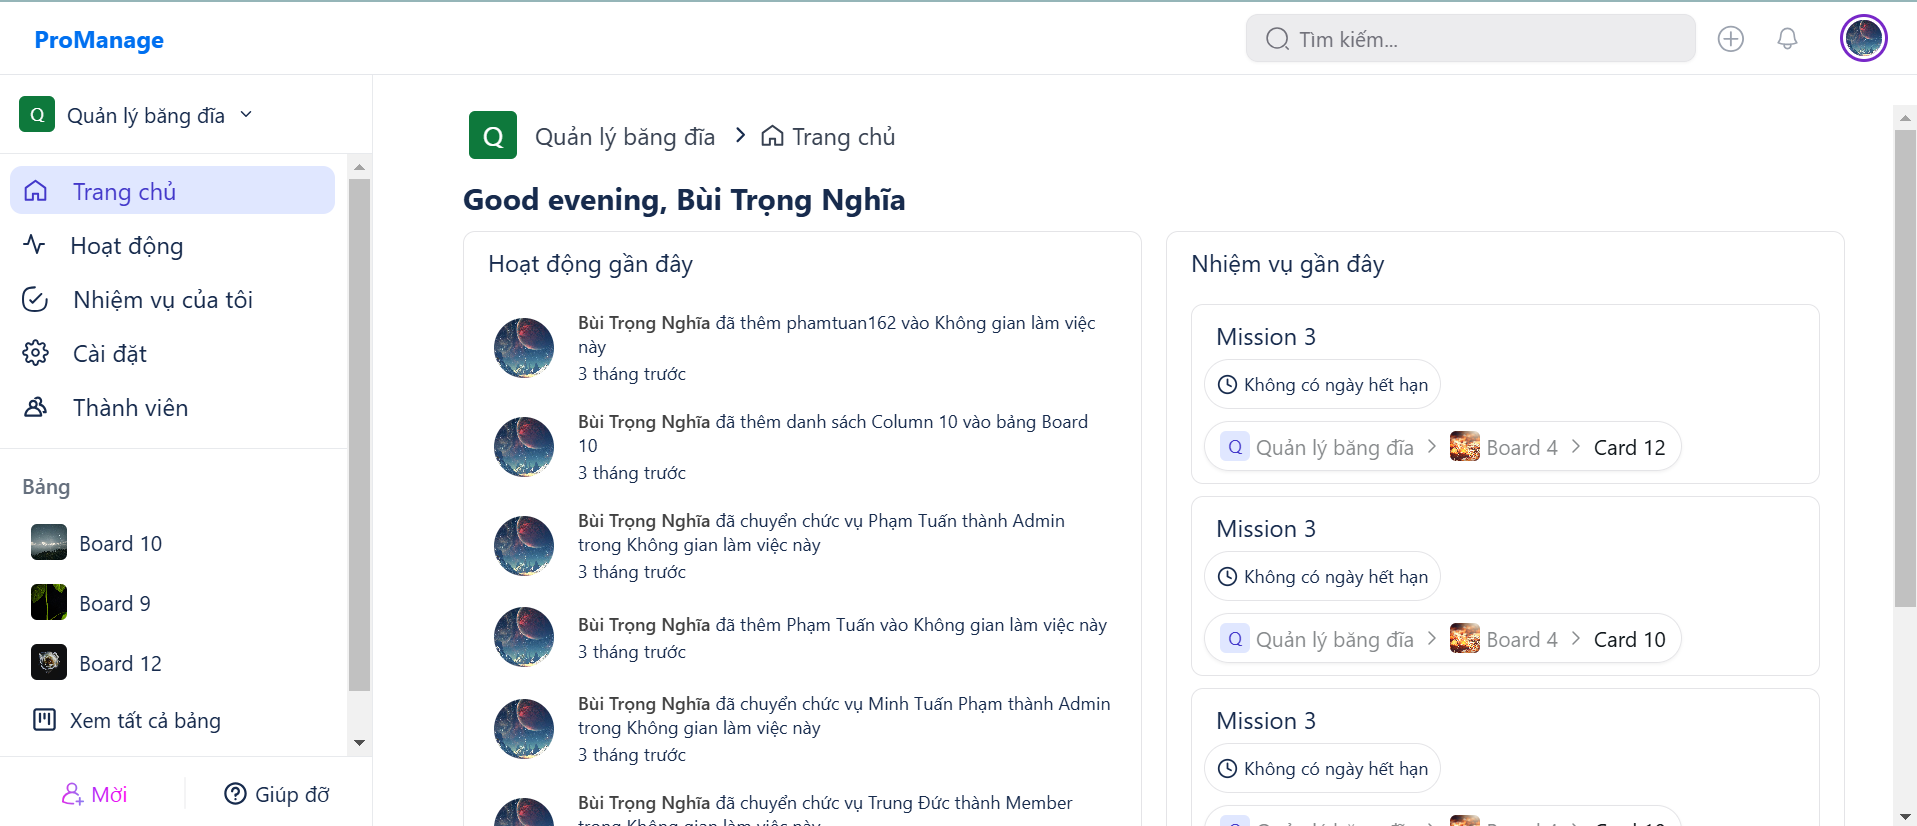 ProManage
Tìm kiếm...
Q Quản lý băng đĩa
Trang chủ
Hoạt động
Nhiệm vụ của tôi
Cài đặt
Thành viên
Bảng
Board 10
Board 9
Board 12
Xem tất cả bảng
Mời
Giúp đỡ
Q Quản lý băng đĩa Trang chủ
Good evening, Bùi Trọng Nghĩa
Hoạt động gần đây
Bùi Trọng Nghĩa đã thêm phamtuan162 vào Không gian làm việc
này
3 tháng trước
Bùi Trọng Nghĩa đã thêm danh sách Column 10 vào bảng Board
10
3 tháng trước
Bùi Trọng Nghĩa đã chuyển chức vụ Phạm Tuấn thành Admin
trong Không gian làm việc này
3 tháng trước
Bùi Trọng Nghĩa đã thêm Phạm Tuấn vào Không gian làm việc này
3 tháng trước
Bùi Trọng Nghĩa đã chuyển chức vụ Minh Tuấn Phạm thành Admin
trong Không gian làm việc này
3 tháng trước
Bùi Trọng Nghĩa đã chuyển chức vụ Trung Đức thành Member
trong Không gian làm việc này
Nhiệm vụ gần đây
Mission 3
Không có ngày hết hạn
Q Quản lý băng đĩa Board 4 Card 12
Mission 3
Không có ngày hết hạn
Q Quản lý băng đĩa Board 4 Card 10
Mission 3
Không có ngày hết hạn